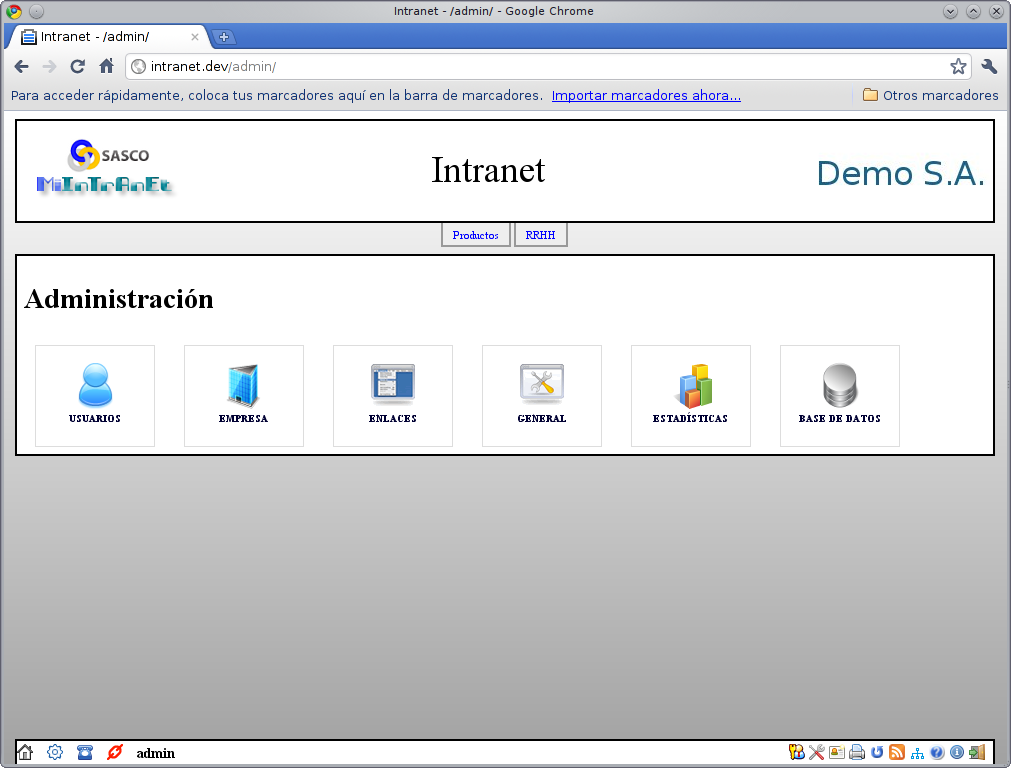 Intranet - /admin/ - Google Chrome
Intranet - /admin/
intranet.dev/admin/
Para acceder rápidamente, coloca tus marcadores aquí en la barra de marcadores. Importar marcadores ahora... Otros marcadores
SASCO
MiInTrAnEt
Intranet
Demo S.A.
Productos RRHH
Administración
USUARIOS EMPRESA ENLACES GENERAL ESTADÍSTICAS BASE DE DATOS
admin